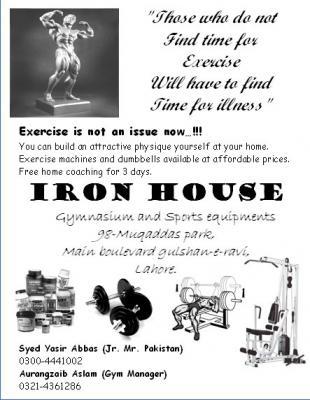 "Those who do not
Find time for
Exercise
Will have to find
Time for illness"
Exercise is not an issue now...!!!
You can build an attractive physique yourself at your home.
Exercise machines and dumbbells available at affordable prices.
Free home coaching for 3 days.
IRON HOUSE
Gymnasium and Sports equipments
98-Muqaddas park,
Main boulevard gulshan-e-ravi,
Lahore.
Syed Yasir Abbas (Jr. Mr. Pakistan)
0300-4441002
Aurangzaib Aslam (Gym Manager)
0321-4361286